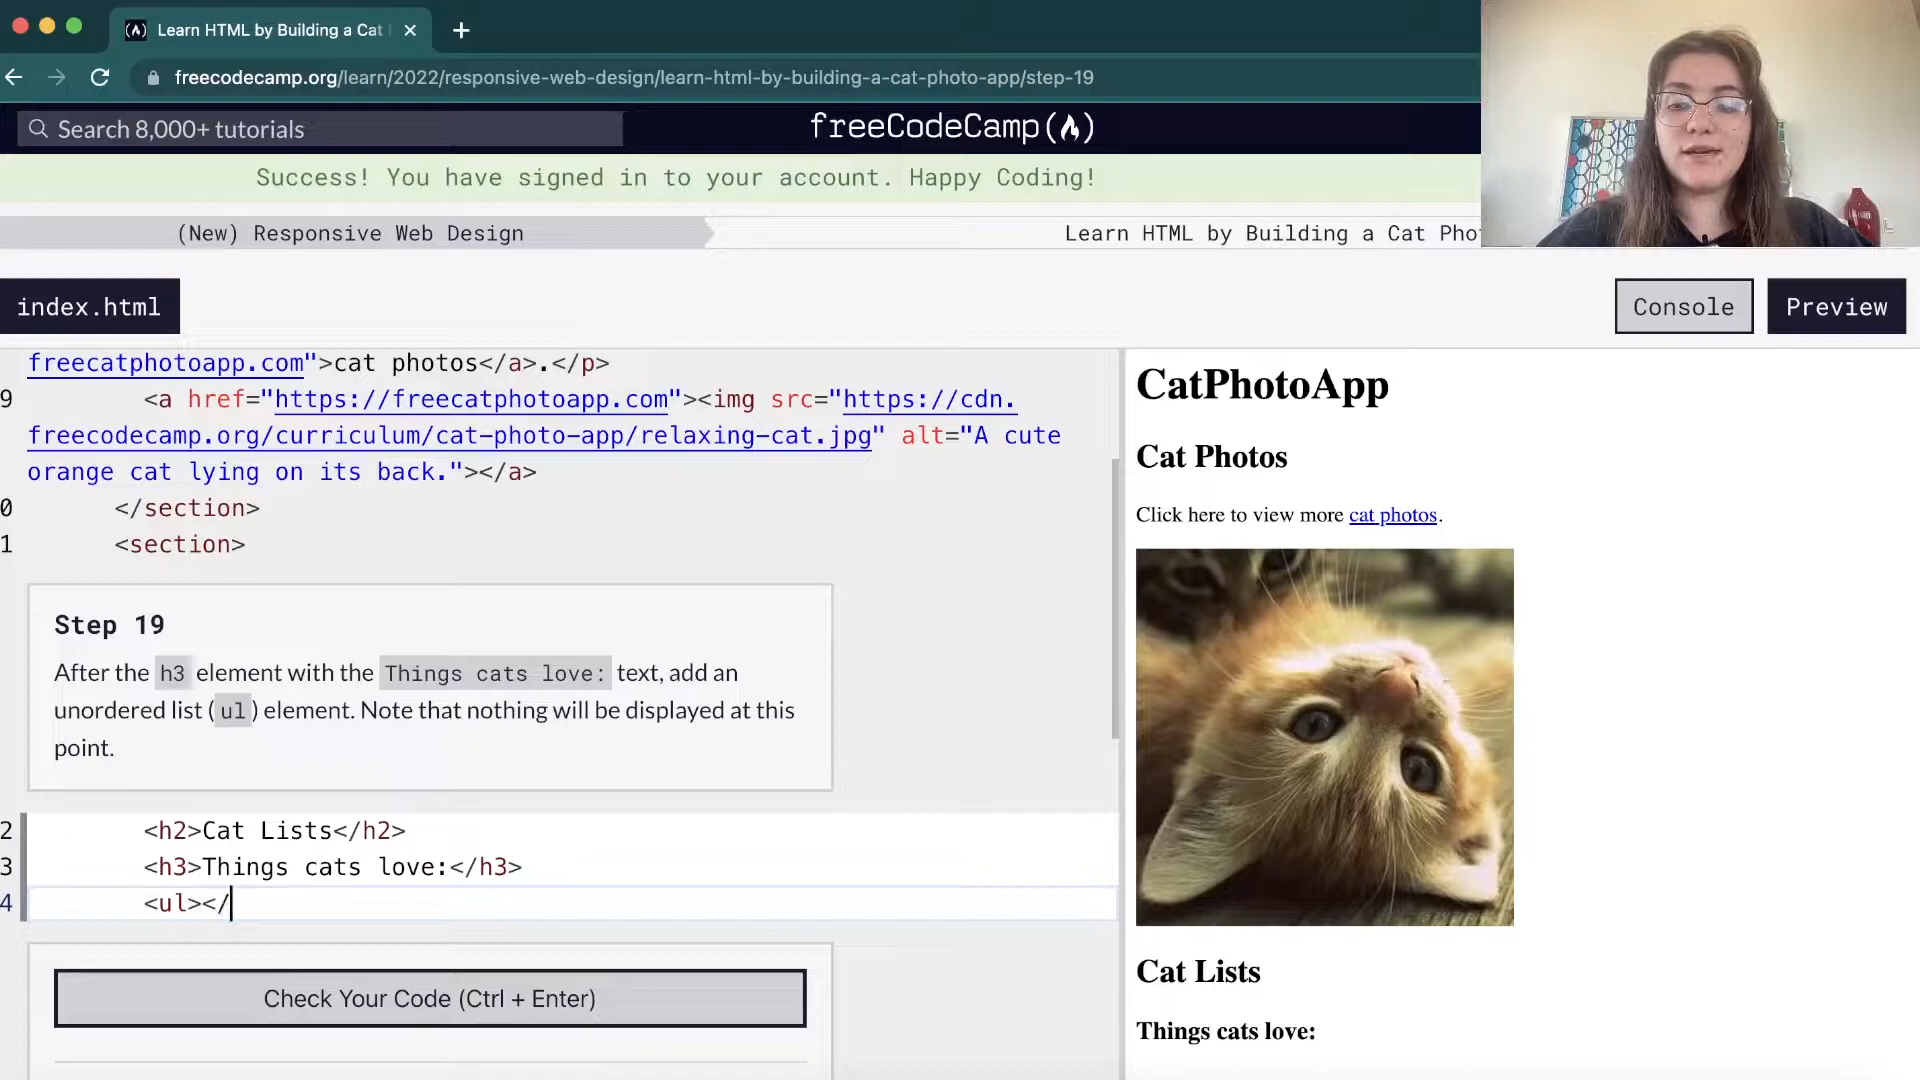 Learn HTML by Building a Cat
freecodecamp.org/learn/2022/responsive-web-design/learn-html-by-building-a-cat-photo-app/step-19
Search 8,000+ tutorials
freeCodeCamp
Success! You have signed in to your account. Happy Coding!
(New) Responsive Web Design
Learn HTML by Building a Cat Pho
index.html
Console
Preview
freecatphotoapp.com">cat photos</a>.</p>
9 <a href="https://freecatphotoapp.com"><img src="https://cdn.
freecodecamp.org/curriculum/cat-photo-app/relaxing-cat.jpg" alt="A cute
orange cat lying on its back."></a>
0 </section>
1 <section>
Step 19
After the h3 element with the Things cats love: text, add an
unordered list (ul) element. Note that nothing will be displayed at this
point.
2 <h2>Cat Lists</h2>
3 <h3>Things cats love:</h3>
4 <ul></
Check Your Code (Ctrl + Enter)
CatPhotoApp
Cat Photos
Click here to view more cat photos.
Cat Lists
Things cats love: